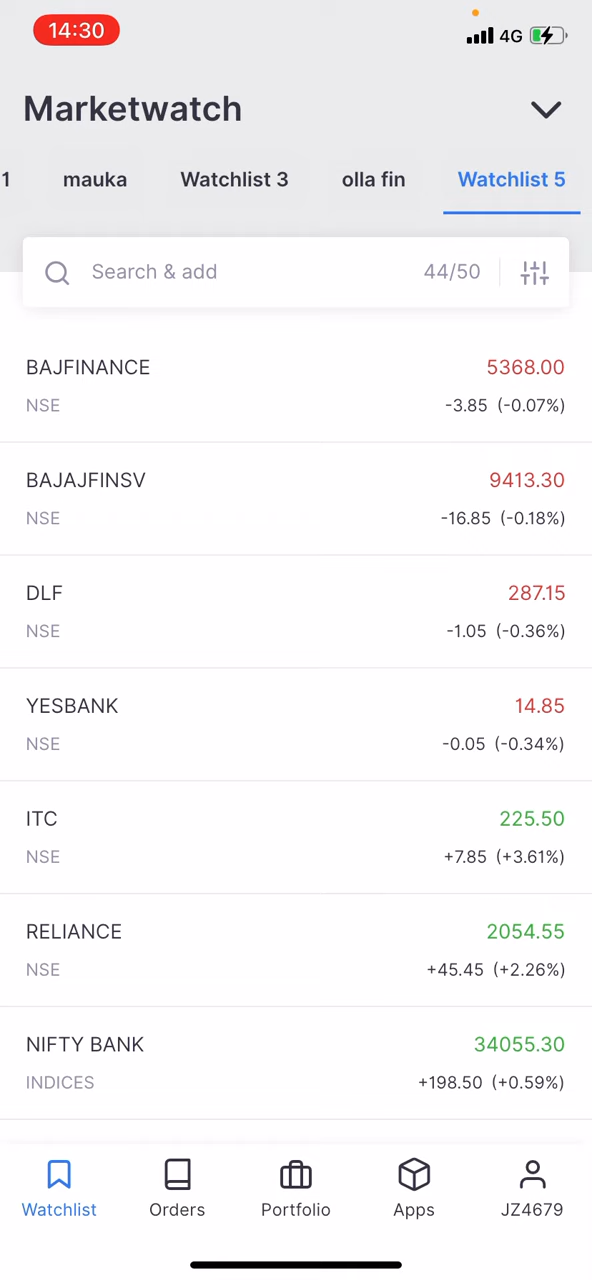 14:30
4G
Marketwatch
1 mauka Watchlist 3 olla fin Watchlist 5
Search & add 44/50
BAJFINANCE 5368.00
NSE -3.85 (-0.07%)
BAJAJFINSV 9413.30
NSE -16.85 (-0.18%)
DLF 287.15
NSE -1.05 (-0.36%)
YESBANK 14.85
NSE -0.05 (-0.34%)
ITC 225.50
NSE +7.85 (+3.61%)
RELIANCE 2054.55
NSE +45.45 (+2.26%)
NIFTY BANK 34055.30
INDICES +198.50 (+0.59%)
Watchlist Orders Portfolio Apps JZ4679